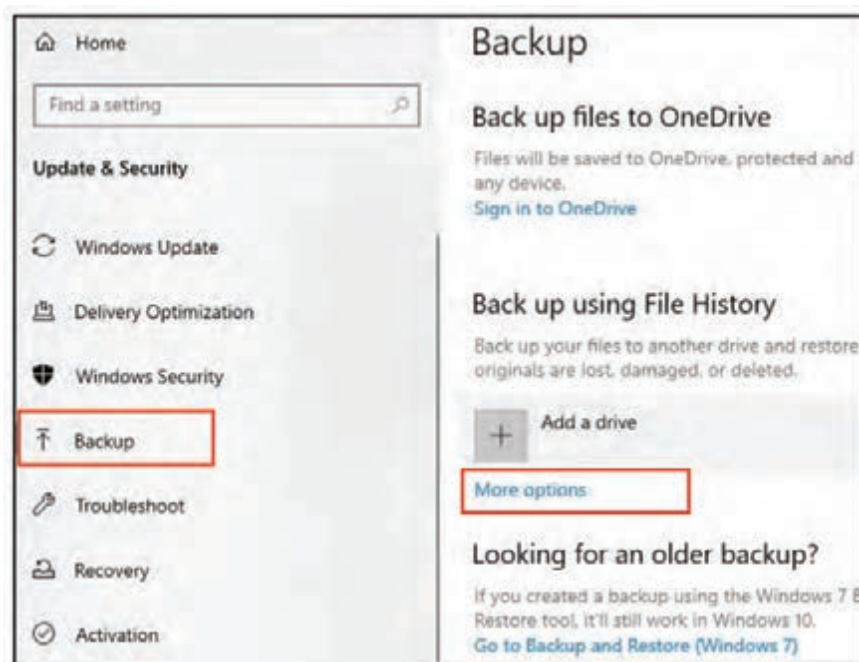 Home
Find a setting
Update & Security
Windows Update
Delivery Optimization
Windows Security
Backup
Troubleshoot
Recovery
Activation
Backup
Back up files to OneDrive
Files will be saved to OneDrive, protected and
any device.
Sign in to OneDrive
Back up using File History
Back up your files to another drive and restore
originals are lost, damaged, or deleted.
Add a drive
More options
Looking for an older backup?
If you created a backup using the Windows 7
Restore tool, it'll still work in Windows 10.
Go to Backup and Restore (Windows 7)